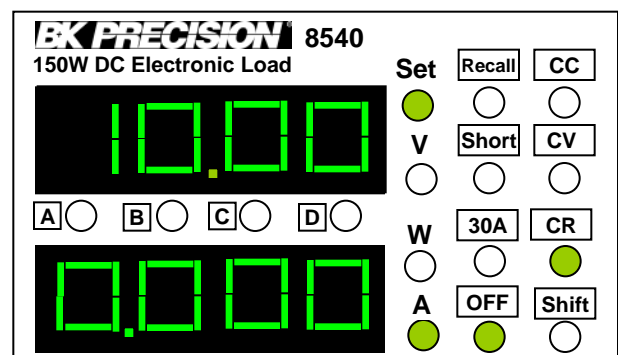 BK PRECISION 8540
150W DC Electronic Load
Set Recall CC
10.00
V Short CV
A B C D
W 30A CR
0.000
A OFF Shift